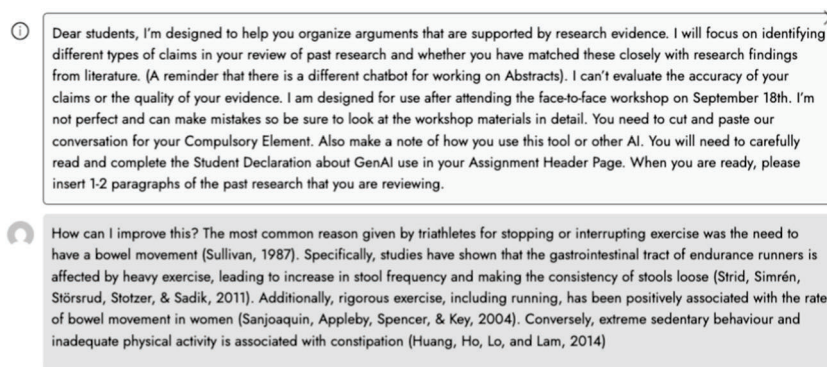 Dear students, I'm designed to help you organize arguments that are supported by research evidence. I will focus on identifying
different types of claims in your review of past research and whether you have matched these closely with research findings
from literature. (A reminder that there is a different chatbot for working on Abstracts). I can't evaluate the accuracy of your
claims or the quality of your evidence. I am designed for use after attending the face-to-face workshop on September 18th. I'm
not perfect and can make mistakes so be sure to look at the workshop materials in detail. You need to cut and paste our
conversation for your Compulsory Element. Also make a note of how you use this tool or other AI. You will need to carefully
read and complete the Student Declaration about GenAI use in your Assignment Header Page. When you are ready, please
insert 1-2 paragraphs of the past research that you are reviewing.
How can I improve this? The most common reason given by triathletes for stopping or interrupting exercise was the need to
have a bowel movement (Sullivan, 1987). Specifically, studies have shown that the gastrointestinal tract of endurance runners is
affected by heavy exercise, leading to increase in stool frequency and making the consistency of stools loose (Strid, Simrén,
Störsrud, Stotzer, & Sadik, 2011). Additionally, rigorous exercise, including running, has been positively associated with the rate
of bowel movement in women (Sanjoaquin, Appleby, Spencer, & Key, 2004). Conversely, extreme sedentary behaviour and
inadequate physical activity is associated with constipation (Huang, Ho, Lo, and Lam, 2014)